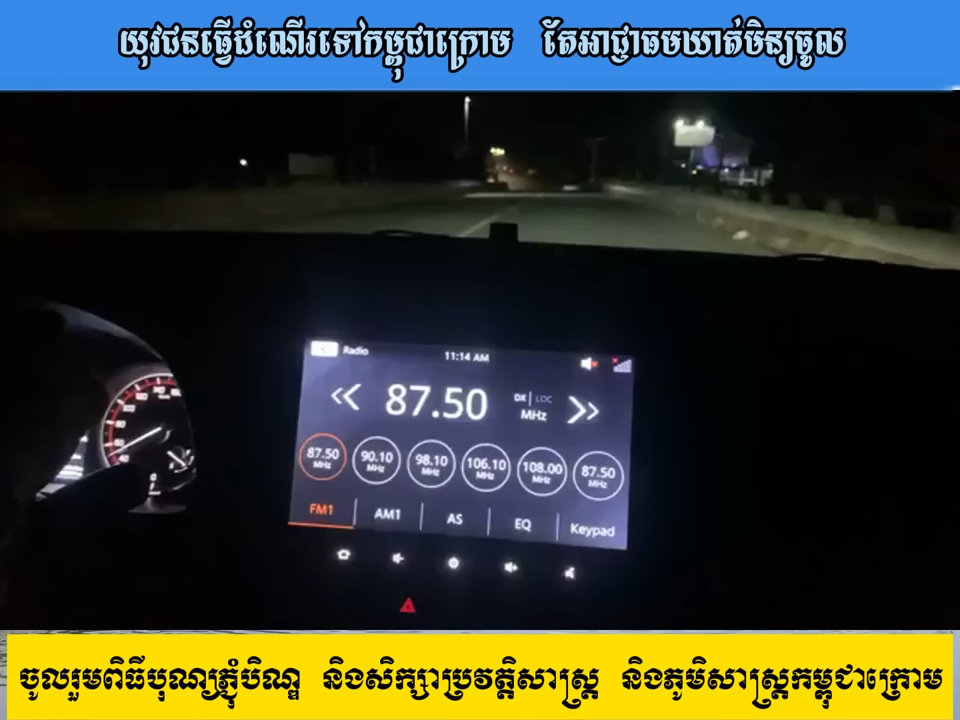 យុវជនធ្វើដំណើរទៅកម្ពុជាក្រោម តែអាជ្ញាធមឃាត់មិនឲ្យចូល
Radio
11:14 AM
87.50
DX | LOC
MHz
87.50 MHz 90.10 MHz 98.10 MHz 106.10 MHz 108.00 MHz 87.50 MHz
FM1 AM1 AS EQ Keypad
ចូលរួមពិធីបុណ្យភ្ជុំបិណ្ឌ និងសិក្សាប្រវត្តិសាស្ត្រ និងភូមិសាស្ត្រកម្ពុជាក្រោម